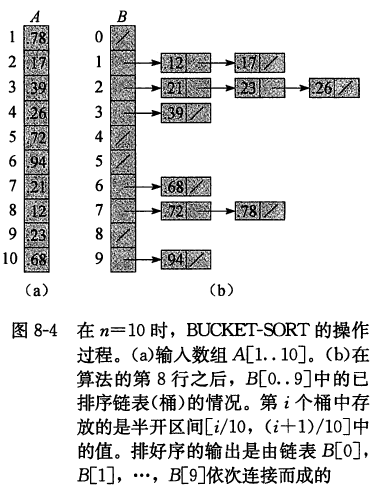 A B
1 .78 0
2 .17 1 .12 .17
3 .39 2 .21 .23 .26
4 .26 3 .39
5 .72 4
6 .94 5
7 .21 6 .68
8 .12 7 .72 .78
9 .23 8
10 .68 9 .94
(a) (b)
图 8-4 在 n=10 时，BUCKET-SORT 的操作
过程。(a)输入数组 A[1..10]。(b)在
算法的第 8 行之后，B[0..9]中的已
排序链表(桶)的情况。第 i 个桶中存
放的是半开区间[i/10, (i+1)/10]中
的值。排好序的输出是由链表 B[0],
B[1], …, B[9]依次连接而成的